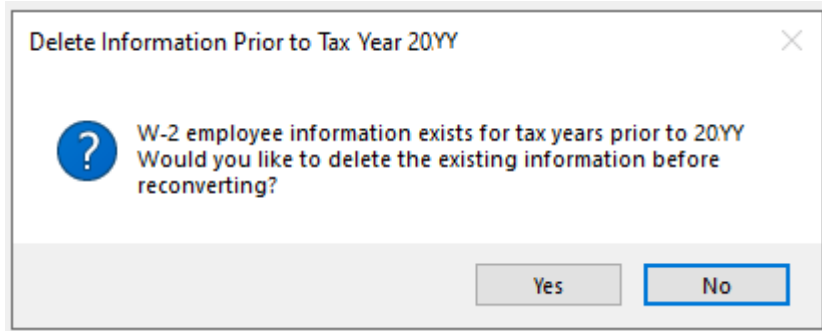 Delete Information Prior to Tax Year 20YY
W-2 employee information exists for tax years prior to 20YY
Would you like to delete the existing information before
reconverting?
Yes
No